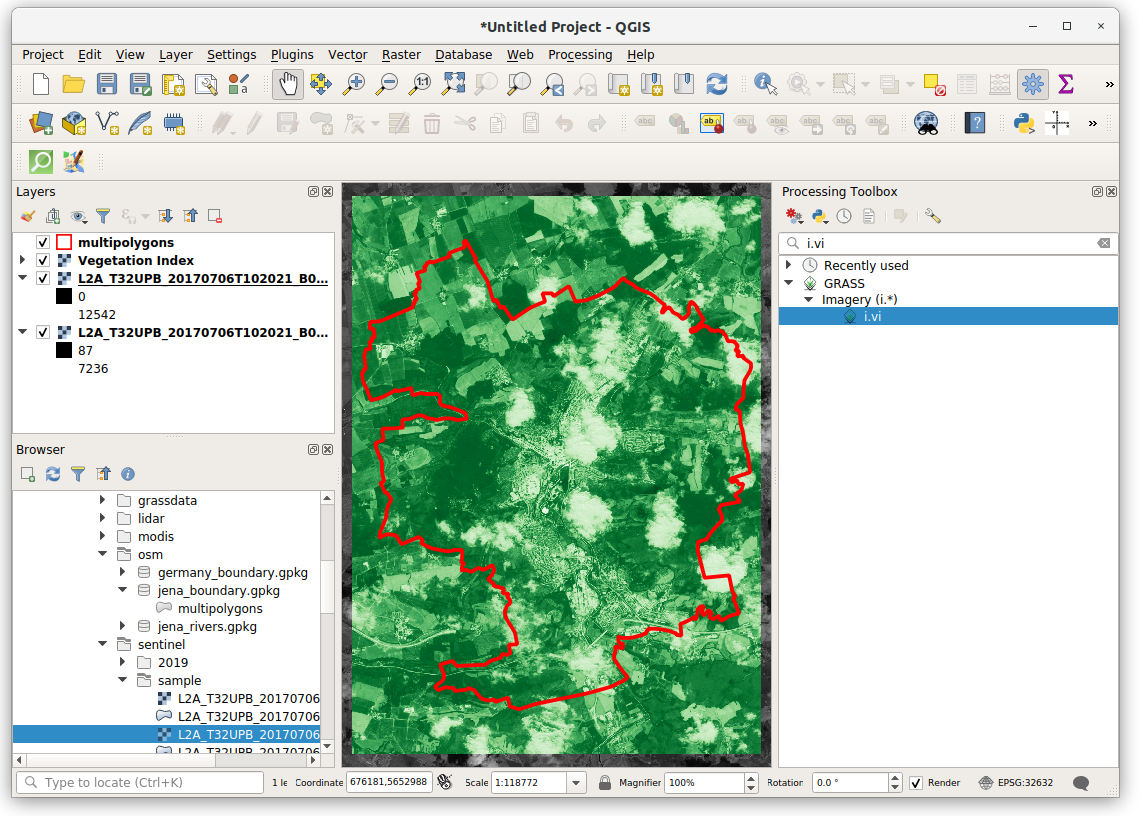 *Untitled Project - QGIS
Project Edit View Layer Settings Plugins Vector Raster Database Web Processing Help
Layers
multipolygons
Vegetation Index
L2A_T32UPB_20170706T102021_B0...
0
12542
L2A_T32UPB_20170706T102021_B0...
87
7236
Browser
grassdata
lidar
modis
osm
germany_boundary.gpkg
jena_boundary.gpkg
multipolygons
jena_rivers.gpkg
sentinel
2019
sample
L2A_T32UPB_20170706
L2A_T32UPB_20170706
L2A_T32UPB_20170706
L2A_T32UPB_20170706
Processing Toolbox
i.vi
Recently used
GRASS
Imagery (i.*)
i.vi
Type to locate (Ctrl+K) 1 le Coordinate 676181,5652988 Scale 1:118772 Magnifier 100% Rotation 0.0 ° Render EPSG:32632